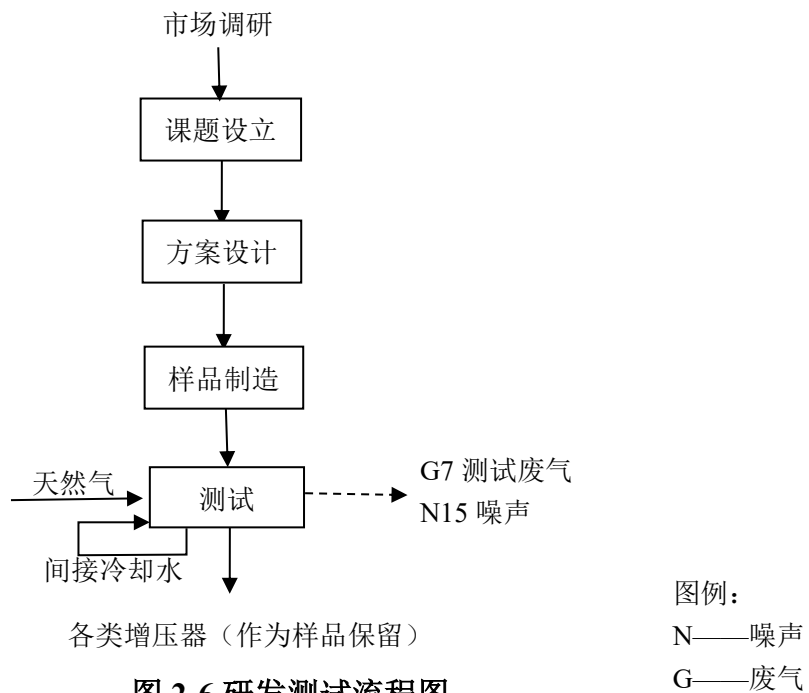 市场调研
课题设立
方案设计
样品制造
天然气
测试
G7 测试废气
N15 噪声
间接冷却水
各类增压器（作为样品保留）
图 2-6 研发测试流程图
图例：
N——噪声
G——废气